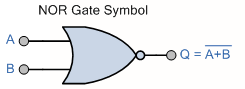 NOR Gate Symbol
A
B
Q = A̅+̅B̅